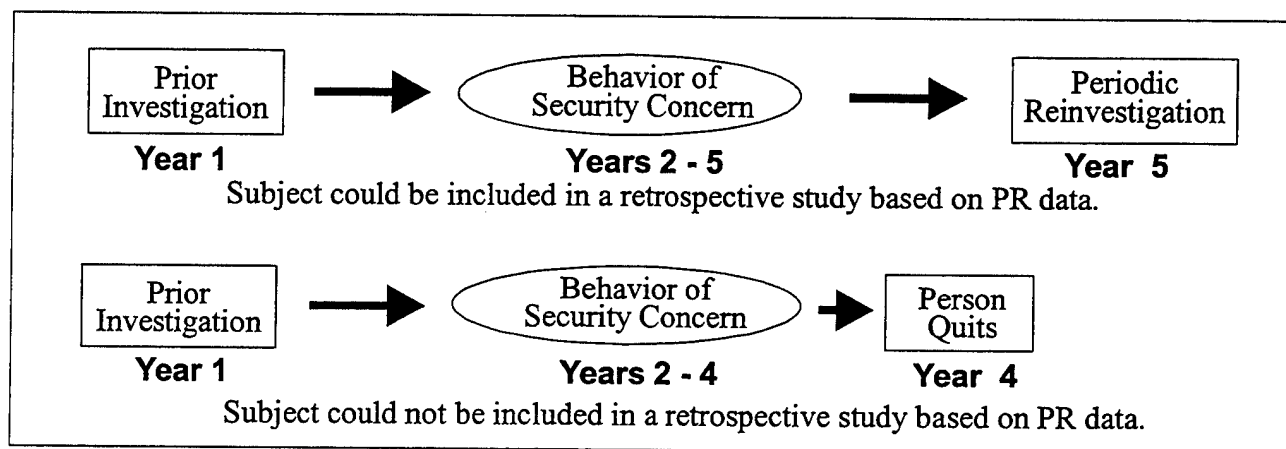 Prior
Investigation
Behavior of
Security Concern
Periodic
Reinvestigation
Year 1
Years 2 - 5
Year 5
Subject could be included in a retrospective study based on PR data.
Prior
Investigation
Behavior of
Security Concern
Person
Quits
Year 1
Years 2 - 4
Year 4
Subject could not be included in a retrospective study based on PR data.